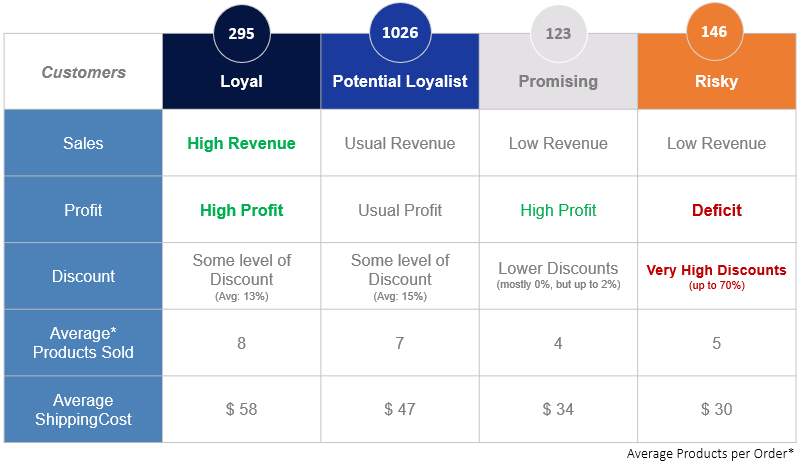 295
1026
123
146
Customers
Loyal
Potential Loyalist
Promising
Risky
Sales
High Revenue
Usual Revenue
Low Revenue
Low Revenue
Profit
High Profit
Usual Profit
High Profit
Deficit
Discount
Some level of
Discount
(Avg: 13%)
Some level of
Discount
(Avg: 15%)
Lower Discounts
(mostly 0%, but up to 2%)
Very High Discounts
(up to 70%)
Average*
Products Sold
8
7
4
5
Average
ShippingCost
$ 58
$ 47
$ 34
$ 30
Average Products per Order*